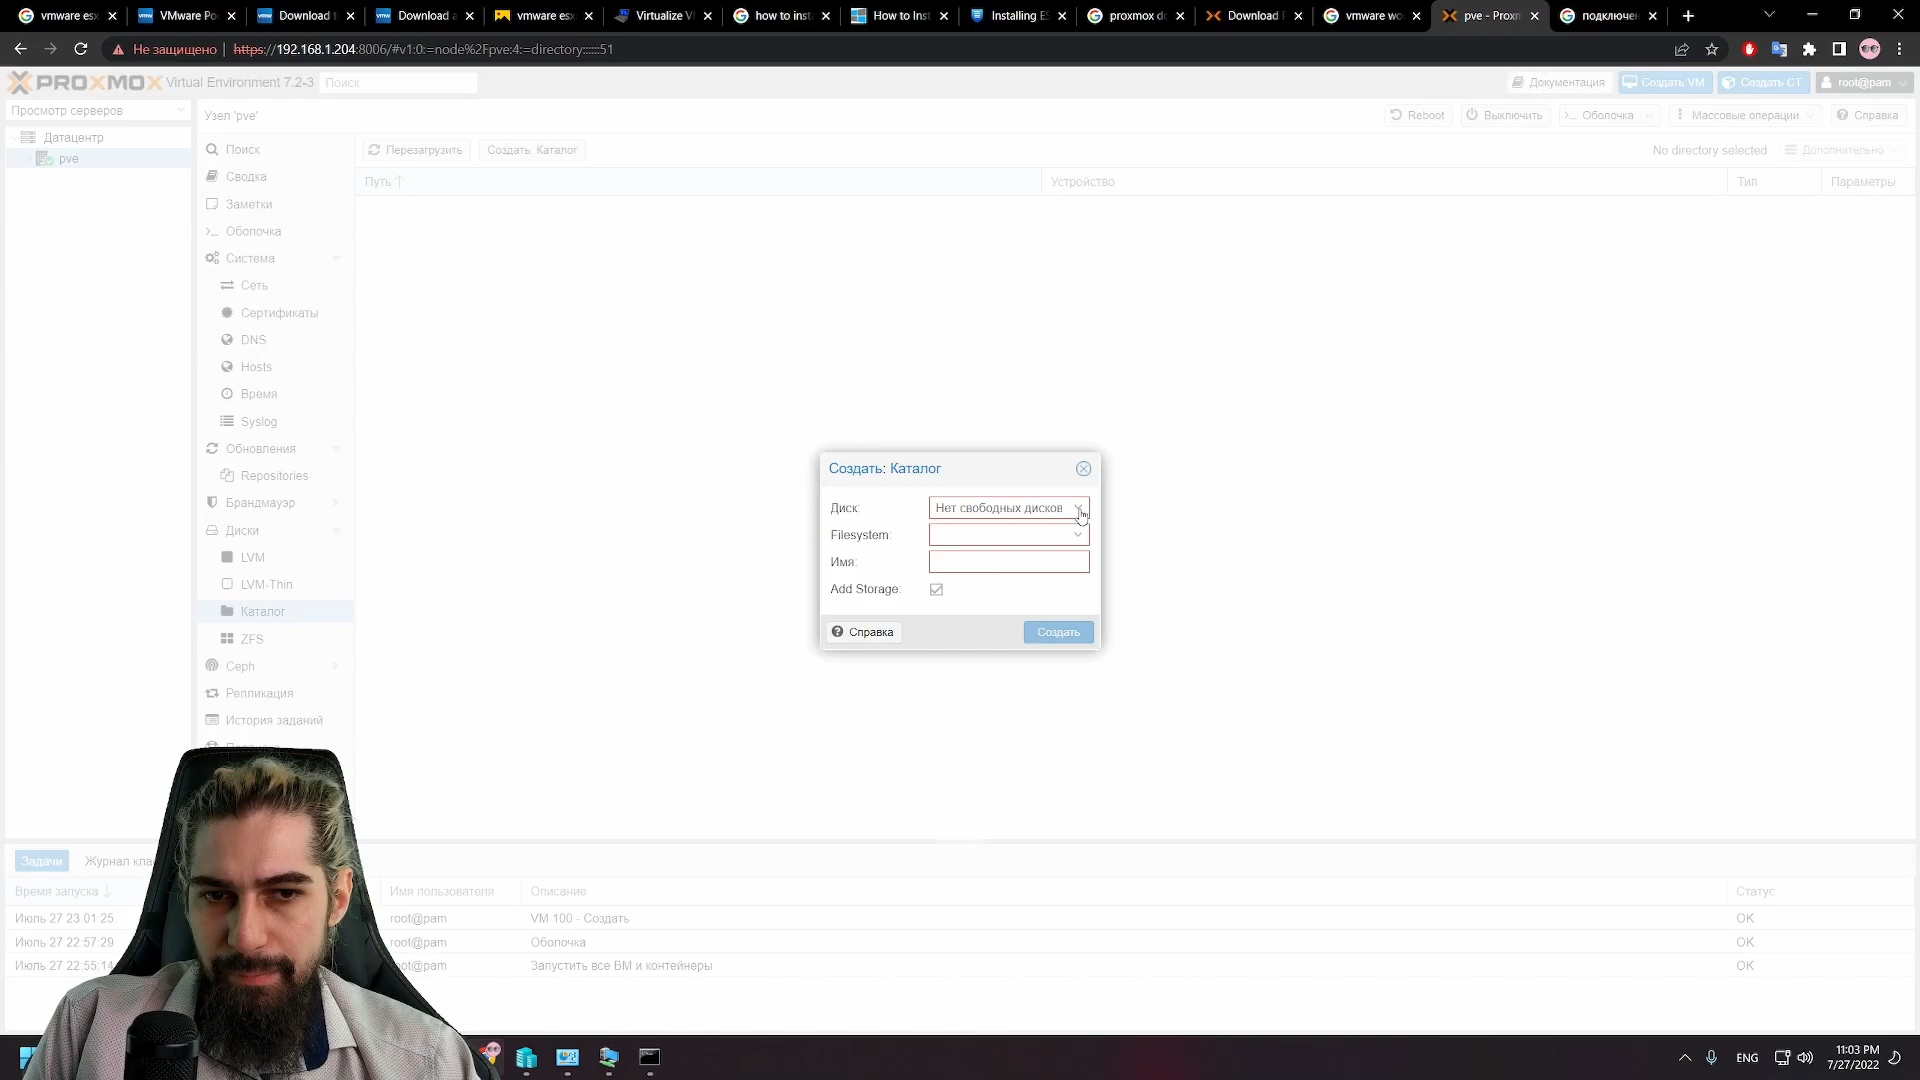 vmware esx
VMware Po
Download t
Download a
vmware esx
Virtualize V
how to inst
How to Inst
Installing ES
proxmox do
Download P
vmware wo
pve - Proxm
подключен
Не защищено https://192.168.1.204:8006/#v1:0:=node%2Fpve:4:=directory::::::51
PROXMOX Virtual Environment 7.2-3 Поиск
Документация Создать VM Создать CT root@pam
Просмотр серверов
Узел 'pve'
Reboot Выключить Оболочка Массовые операции Справка
Датацентр
pve
Поиск
Сводка
Заметки
Оболочка
Система
Сеть
Сертификаты
DNS
Hosts
Время
Syslog
Обновления
Repositories
Брандмауэр
Диски
LVM
LVM-Thin
Каталог
ZFS
Ceph
Репликация
История заданий
Перезагрузить Создать: Каталог No directory selected Дополнительно
Путь Устройство Тип Параметры
Создать: Каталог
Диск: Нет свободных дисков
Filesystem:
Имя:
Add Storage:
Справка Создать
Задачи Журнал кла
Время запуска Имя пользователя Описание Статус
Июль 27 23:01:25 root@pam VM 100 - Создать OK
Июль 27 22:57:29 root@pam Оболочка OK
Июль 27 22:55:14 root@pam Запустить все ВМ и контейнеры OK
ENG
11:03 PM
7/27/2022